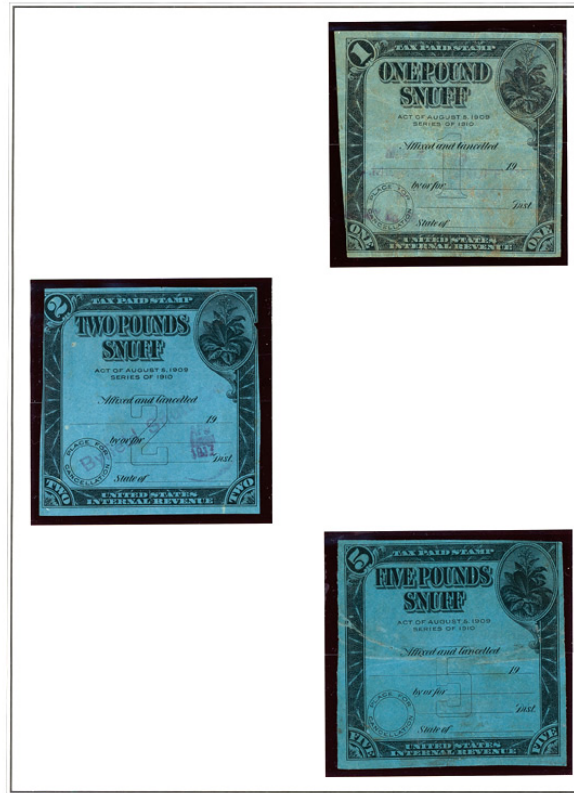 1
TAX PAID STAMP
ONE POUND
SNUFF
ACT OF AUGUST 5, 1909
SERIES OF 1910
Affixed and Cancelled
19
1
by or for
Dist.
PLACE FOR
CANCELLATION
State of
ONE
ONE
UNITED STATES
INTERNAL REVENUE
2
TAX PAID STAMP
TWO POUNDS
SNUFF
ACT OF AUGUST 5, 1909
SERIES OF 1910
Affixed and Cancelled
19
2
by or for
1912
Dist.
PLACE FOR
CANCELLATION
State of
TWO
TWO
UNITED STATES
INTERNAL REVENUE
5
TAX PAID STAMP
FIVE POUNDS
SNUFF
ACT OF AUGUST 5, 1909
SERIES OF 1910
Affixed and Cancelled
19
5
by or for
Dist.
PLACE FOR
CANCELLATION
State of
FIVE
FIVE
UNITED STATES
INTERNAL REVENUE